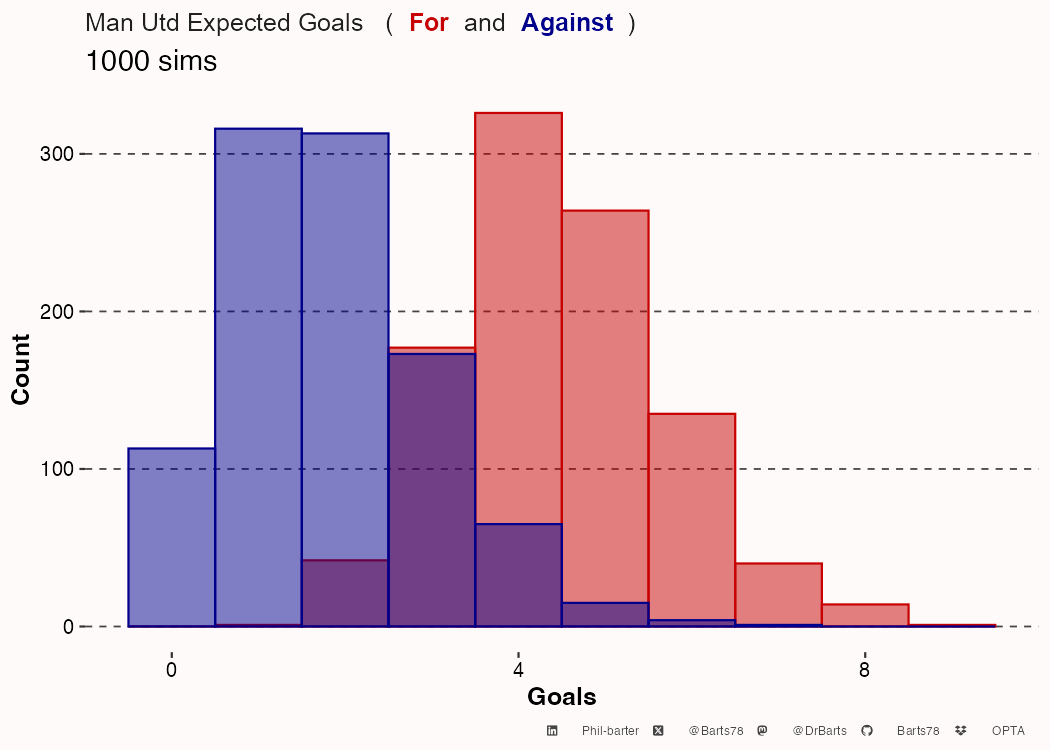 Man Utd Expected Goals ( For and Against )
1000 sims
300
200
100
0
Count
0 4 8
Goals
Phil-barter @Barts78 @DrBarts Barts78 OPTA